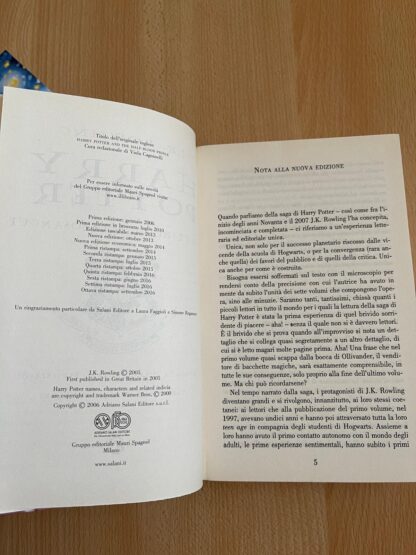 Titolo dell'originale inglese
HARRY POTTER AND THE HALF-BLOOD PRINCE
Cura redazionale di Viola Cagninelli
Per essere informato sulle novità
del Gruppo editoriale Mauri Spagnol visita:
www.illibraio.it
Prima edizione: gennaio 2006
Prima edizione in brossura: luglio 2010
Edizione tascabile: marzo 2013
Nuova edizione: ottobre 2011
Nuova edizione economica: maggio 2014
Prima ristampa: settembre 2014
Seconda ristampa: gennaio 2015
Terza ristampa: luglio 2015
Quarta ristampa: ottobre 2015
Quinta ristampa: febbraio 2016
Sesta ristampa: giugno 2016
Settima ristampa: luglio 2016
Ottava ristampa: settembre 2016
Un ringraziamento particolare da Salani Editore a Laura Faggioli e Simone Regazzoni
J.K. Rowling © 2005
First published in Great Britain in 2005
Harry Potter names, characters and related indicia
are copyright and trademark Warner Bros, © 2000
Copyright © 2006 Adriano Salani Editore s.u.r.l.
ADRIANO SALANI EDITORE
Gruppo editoriale Mauri Spagnol
Milano
www.salani.it
NOTA ALLA NUOVA EDIZIONE
Quando parliamo della saga di Harry Potter – così come fra l'i-
nizio degli anni Novanta e il 2007 J.K. Rowling l'ha concepita,
incominciata e completata – ci riferiamo a un'esperienza lettera-
ria ed editoriale unica.
Unica, non solo per il successo planetario riscosso dalle vi-
cende della scuola di Hogwarts, o per la convergenza (rara an-
che quella) dei favori del pubblico e di quelli della critica. Uni-
ca anche per come è costruita.
Bisogna essersi soffermati sul testo con il microscopio per
rendersi conto della precisione con cui l'autrice ha avuto in
mente da subito l'unità dei sette volumi che compongono l'ope-
ra, sino alle minuzie. Saranno tanti, tantissimi, chissà quanti i
piccoli lettori in tutto il mondo per i quali la lettura della saga di
Harry Potter è stata la prima esperienza di quel brivido sorniden-
te di piacere – aha! – senza il quale non si è davvero lettori.
È il brivido che si prova quando all'improvviso si nota un det-
taglio che si collega quasi segretamente a un altro dettaglio, di
cui si è letto magari molte pagine prima. Aha! Una frase che nel
primo volume quasi scappa dalla bocca di Ollivander, il vendi-
tore di bacchette magiche, sarà esattamente comprensibile, in
tutte le sue conseguenze, solo proprio alla fine dell'ultimo volu-
me. Ma chi può ricordarsene?
Nel tempo narrato dalla saga, i protagonisti di J.K. Rowling
diventano grandi e si rivolgono, innanzitutto, ai loro stessi coe-
tanei: ai lettori che alla pubblicazione del primo volume, nel
1997, avevano undici anni e hanno poi attraversato tutta la loro
teen age in compagnia degli studenti di Hogwarts. Assieme a
loro hanno avuto il primo contatto autonomo con il mondo degli
adulti, le prime esperienze sentimentali, hanno subito i primi
5